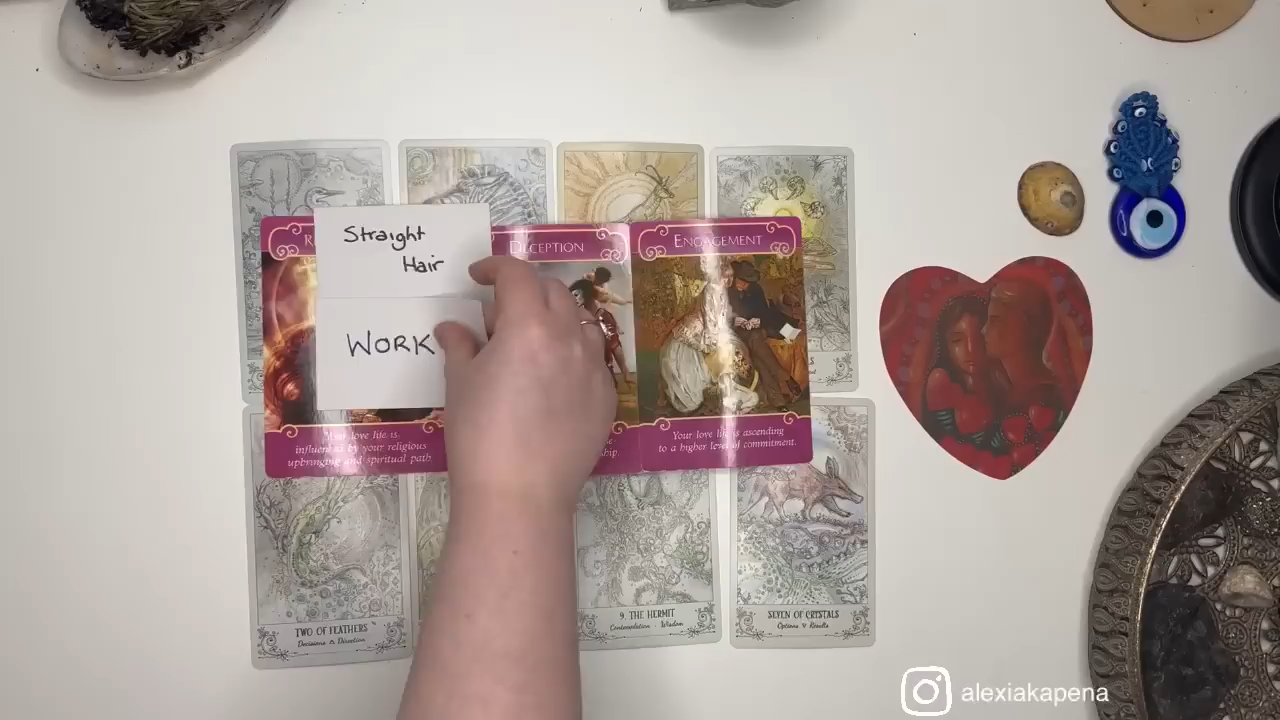 Straight
Hair
WORK
DECEPTION
ENGAGEMENT
Your love life is
influenced by your religious
upbringing and spiritual path.
Your love life is ascending
to a higher level of commitment.
TWO OF FEATHERS
Decisions Direction
9. THE HERMIT
Contemplation · Wisdom
SEVEN OF CRYSTALS
Options Results
alexiakapena